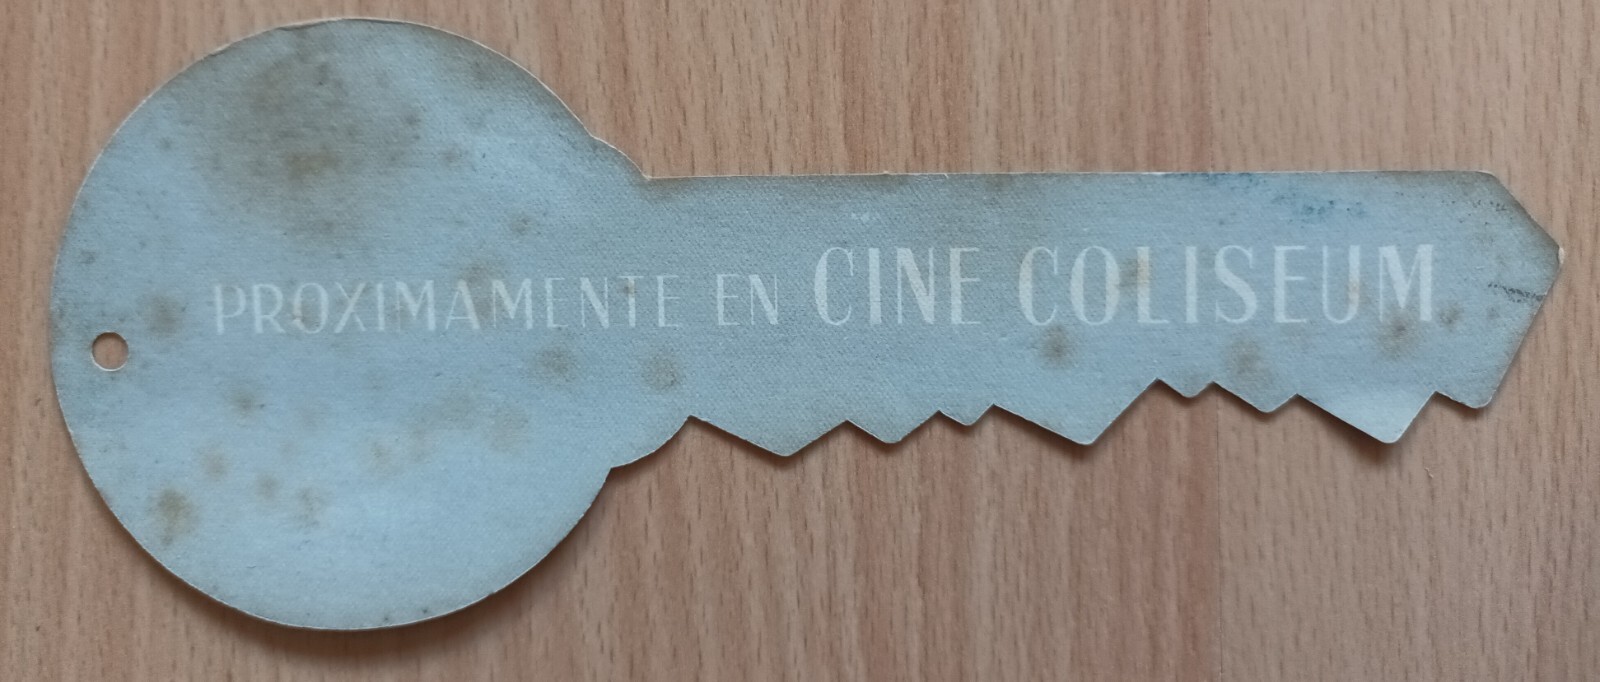 PROXIMAMENTE EN CINE COLISEUM